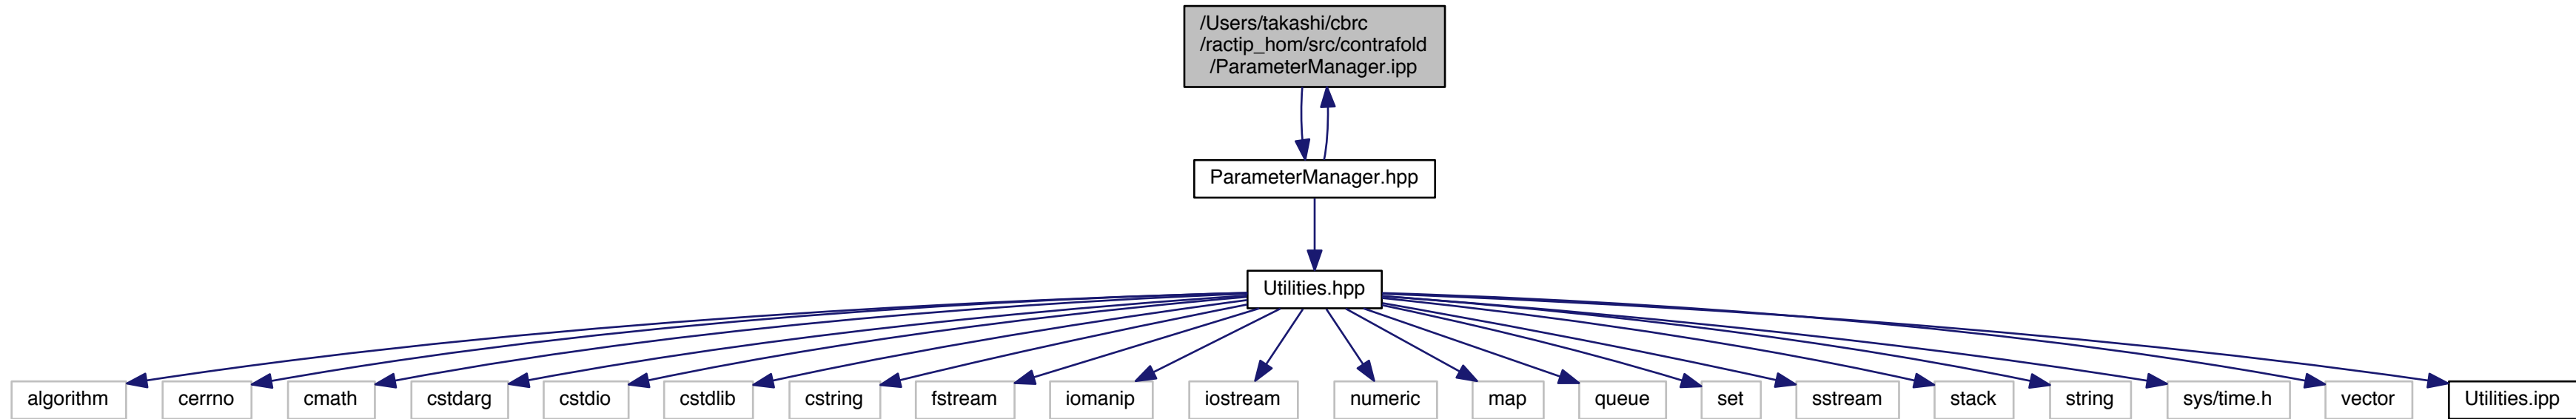 /Users/takashi/cbrc
/ractip_hom/src/contrafold
/ParameterManager.ipp
ParameterManager.hpp
Utilities.hpp
algorithm
cerrno
cmath
cstdarg
cstdio
cstdlib
cstring
fstream
iomanip
iostream
numeric
map
queue
set
sstream
stack
string
sys/time.h
vector
Utilities.ipp